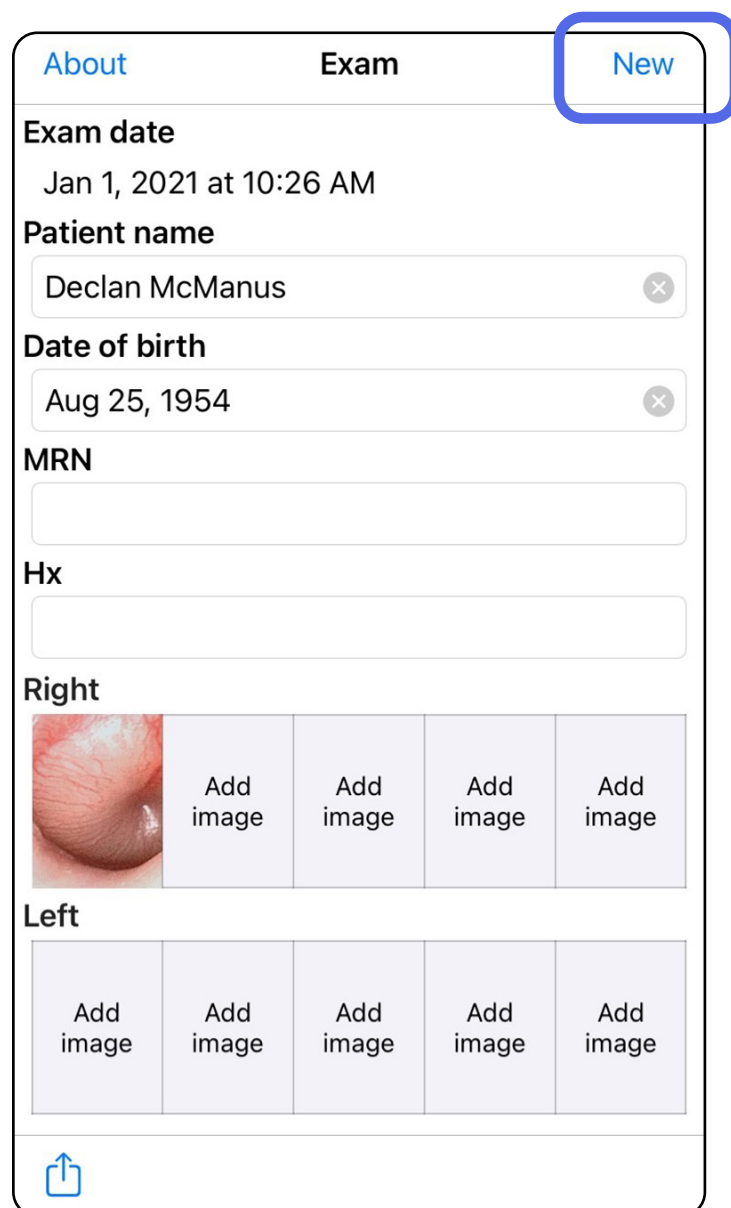 About Exam New
Exam date
Jan 1, 2021 at 10:26 AM
Patient name
Declan McManus
Date of birth
Aug 25, 1954
MRN
Hx
Right
Add image Add image Add image Add image
Left
Add image Add image Add image Add image Add image